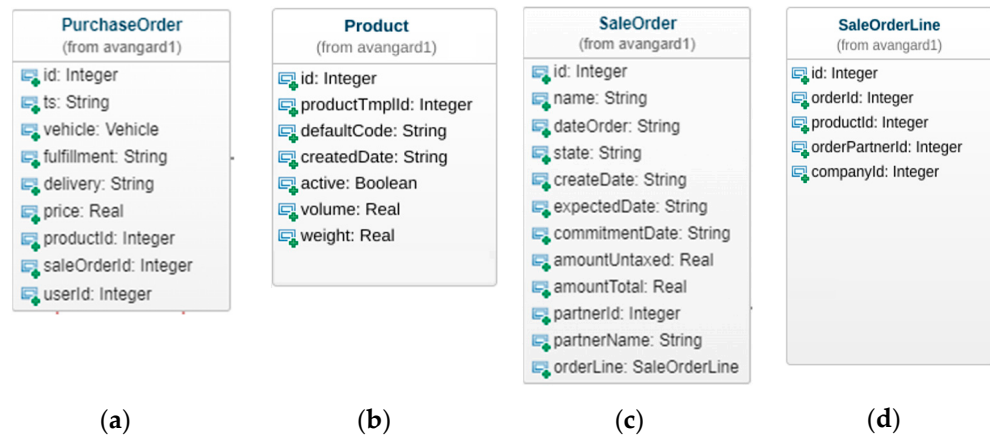 PurchaseOrder
(from avangard1)
id: Integer
ts: String
vehicle: Vehicle
fulfillment: String
delivery: String
price: Real
productId: Integer
saleOrderId: Integer
userId: Integer
(a)
Product
(from avangard1)
id: Integer
productTmplId: Integer
defaultCode: String
createdDate: String
active: Boolean
volume: Real
weight: Real
(b)
SaleOrder
(from avangard1)
id: Integer
name: String
dateOrder: String
state: String
createDate: String
expectedDate: String
commitmentDate: String
amountUntaxed: Real
amountTotal: Real
partnerId: Integer
partnerName: String
orderLine: SaleOrderLine
(c)
SaleOrderLine
(from avangard1)
id: Integer
orderId: Integer
productId: Integer
orderPartnerId: Integer
companyId: Integer
(d)